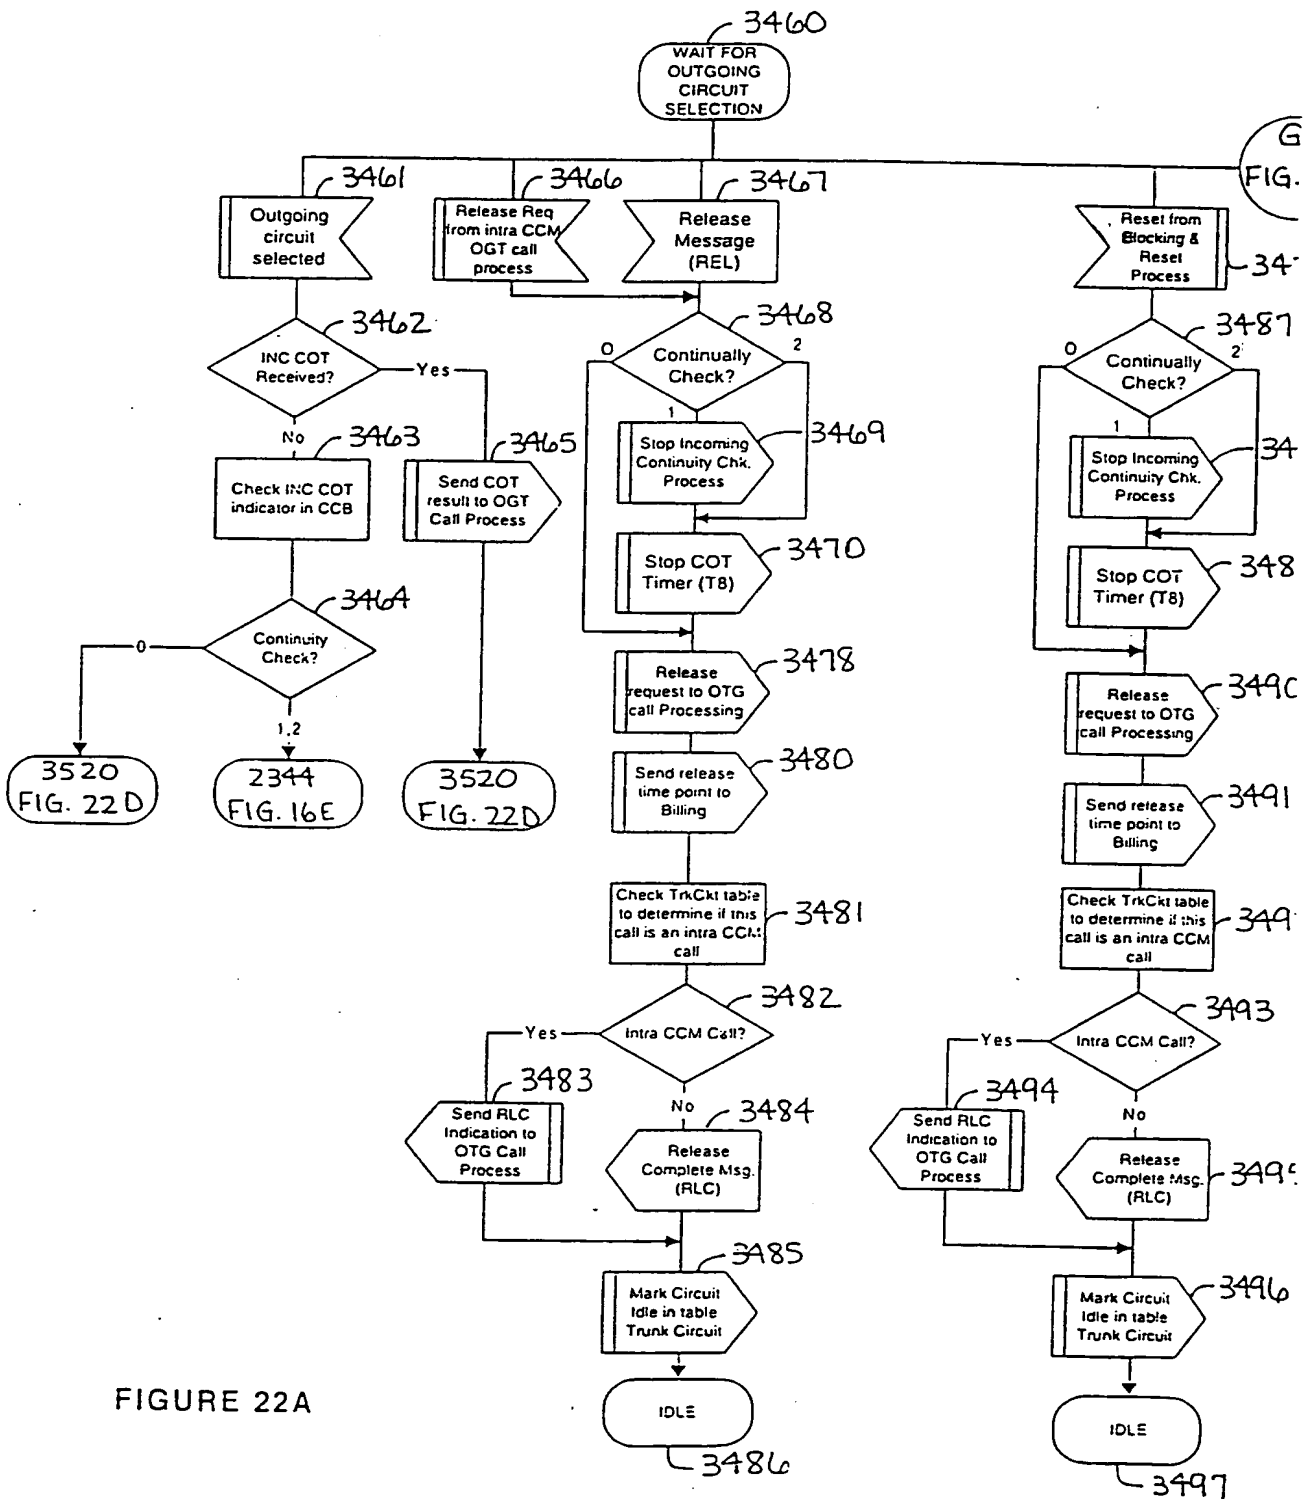 3460
WAIT FOR
OUTGOING
CIRCUIT
SELECTION
G
FIG.
3461
Outgoing
circuit
selected
3466
Release Req
from intra CCM
OGT call
process
3467
Release
Message
(REL)
Reset from
Blocking &
Reset
Process
347
3462
INC COT
Received?
Yes
No
3468
Continually
Check?
0
2
1
3487
Continually
Check?
0
2
1
3463
Check INC COT
indicator in CCB
3465
Send COT
result to OGT
Call Process
3469
Stop Incoming
Continuity Chk.
Process
34
Stop Incoming
Continuity Chk.
Process
3470
Stop COT
Timer (T8)
348
Stop COT
Timer (T8)
3464
Continuity
Check?
0
1,2
3478
Release
request to OTG
call Processing
3490
Release
request to OTG
call Processing
3520
FIG. 22D
2344
FIG. 16E
3520
FIG. 22D
3480
Send release
time point to
Billing
3491
Send release
time point to
Billing
Check TrkCkt table
to determine if this
call is an intra CCM
call
3481
Check TrkCkt table
to determine if this
call is an intra CCM
call
349
3482
Intra CCM Call?
Yes
No
3493
Intra CCM Call?
Yes
No
3483
Send RLC
Indication to
OTG Call
Process
3484
Release
Complete Msg.
(RLC)
3494
Send RLC
Indication to
OTG Call
Process
Release
Complete Msg.
(RLC)
349
3485
Mark Circuit
Idle in table
Trunk Circuit
3496
Mark Circuit
Idle in table
Trunk Circuit
IDLE
3486
IDLE
3497
FIGURE 22A